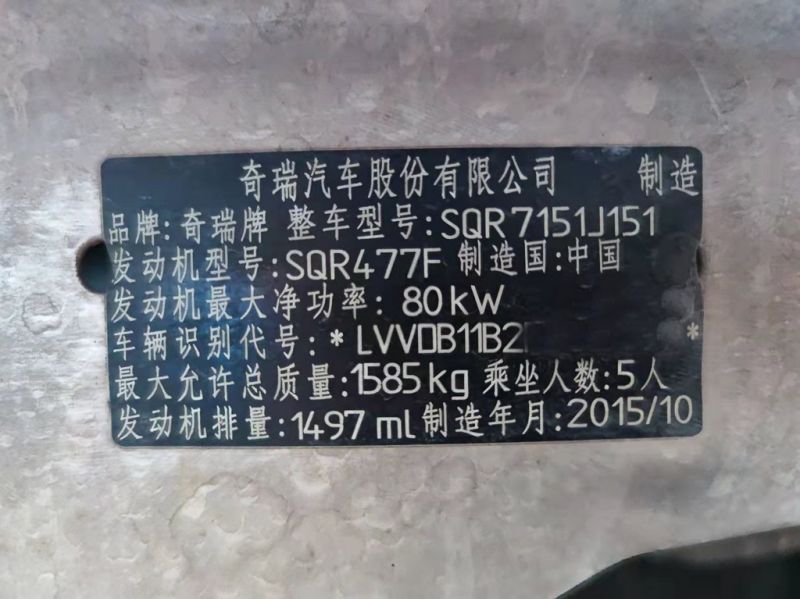 奇瑞汽车股份有限公司 制造
品牌:奇瑞牌 整车型号:SQR7151J151
发动机型号:SQR477F 制造国:中国
发动机最大净功率: 80kW
车辆识别代号:*LVVDB11B2 *
最大允许总质量:1585kg 乘坐人数:5人
发动机排量:1497ml 制造年月:2015/10